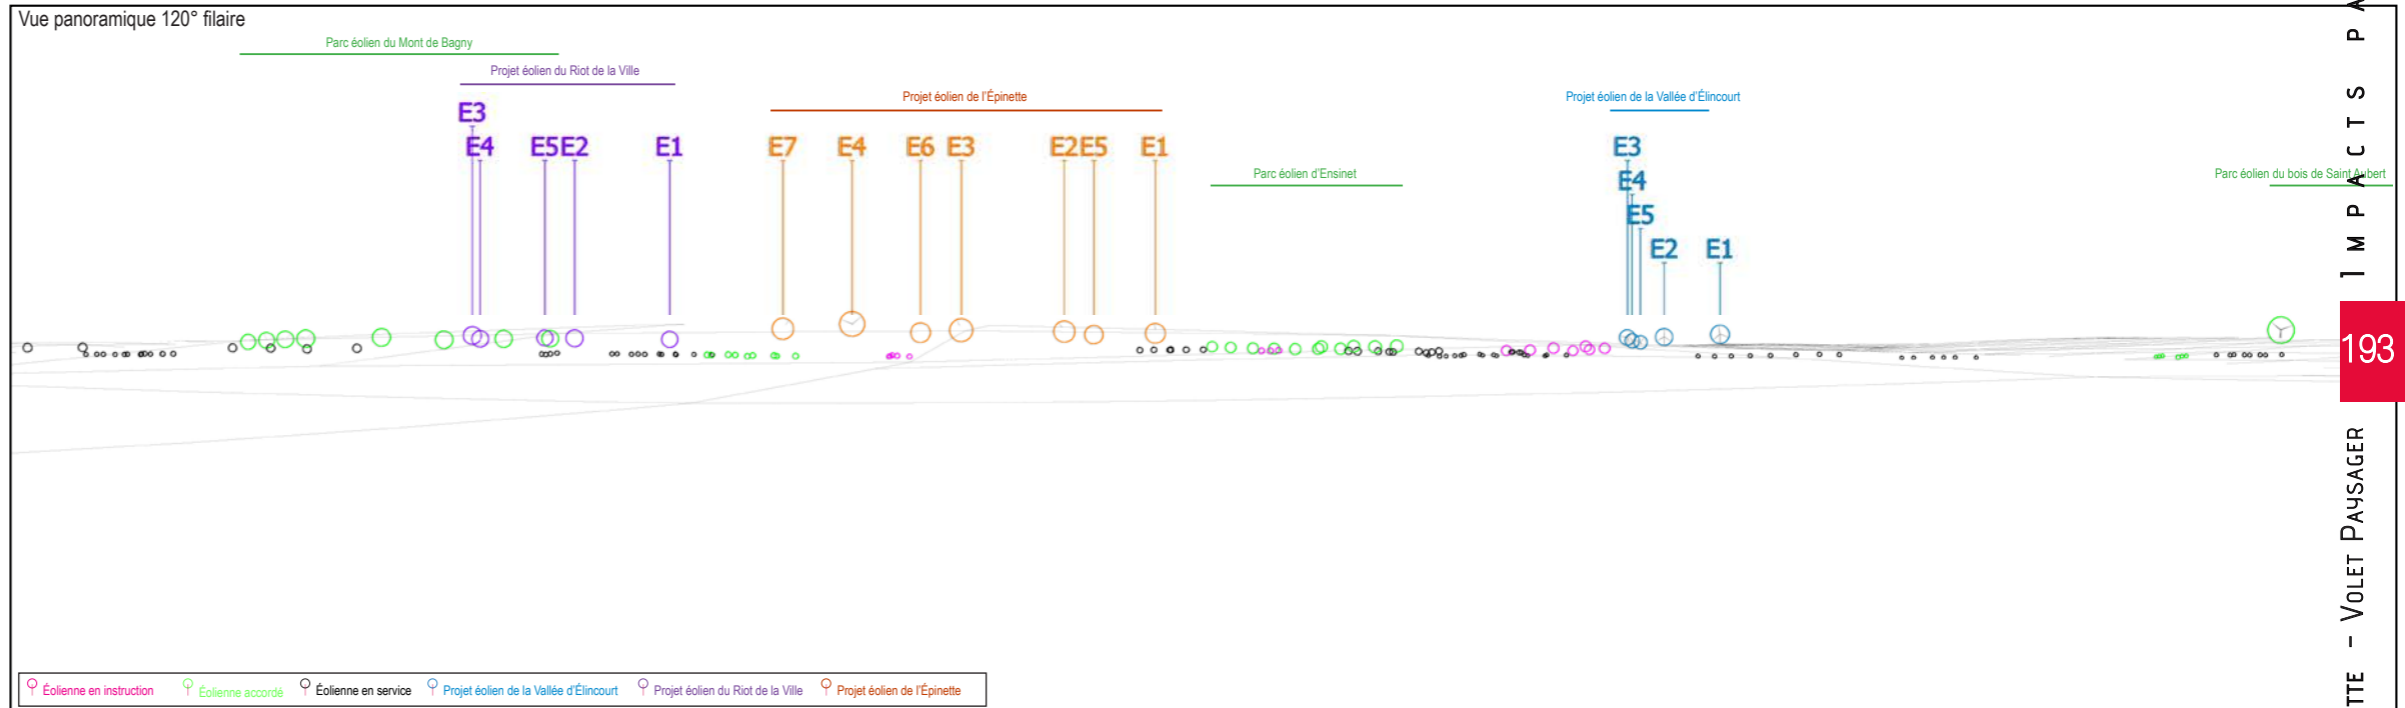 Vue panoramique 120° filaire
Parc éolien du Mont de Bagny
Projet éolien du Riot de la Ville
Projet éolien de l'Épinette
Projet éolien de la Vallée d'Élincourt
Parc éolien d'Ensinet
Parc éolien du bois de Saint Aubert
E3
E4 E5 E2 E1
E7 E4 E6 E3 E2 E5 E1
E3
E4
E5
E2 E1
Éolienne en instruction Éolienne accordé Éolienne en service Projet éolien de la Vallée d'Élincourt Projet éolien du Riot de la Ville Projet éolien de l'Épinette
TTE - VOLET PAYSAGER
193
IMPACTS PA